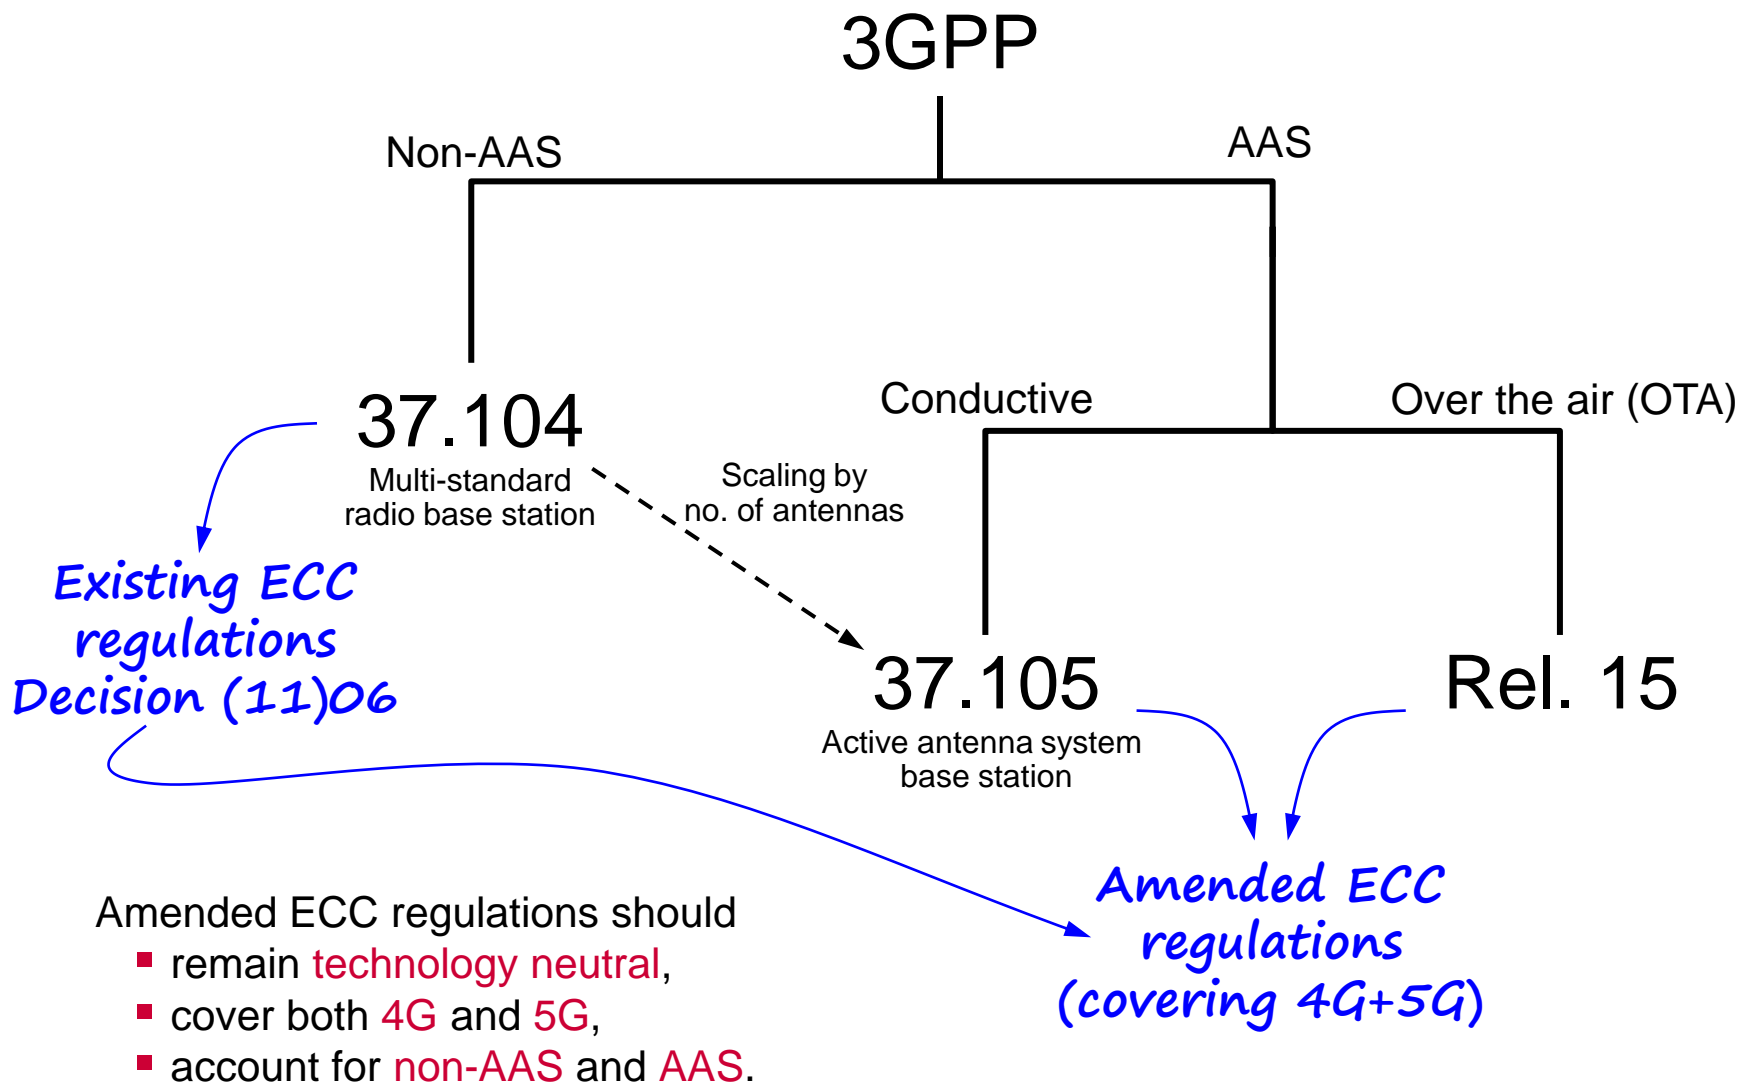 3GPP
Non-AAS
AAS
37.104
Multi-standard
radio base station
Conductive
Over the air (OTA)
Scaling by
no. of antennas
Existing ECC
regulations
Decision (11)06
37.105
Active antenna system
base station
Rel. 15
Amended ECC
regulations
(covering 4G+5G)
Amended ECC regulations should
remain technology neutral,
cover both 4G and 5G,
account for non-AAS and AAS.